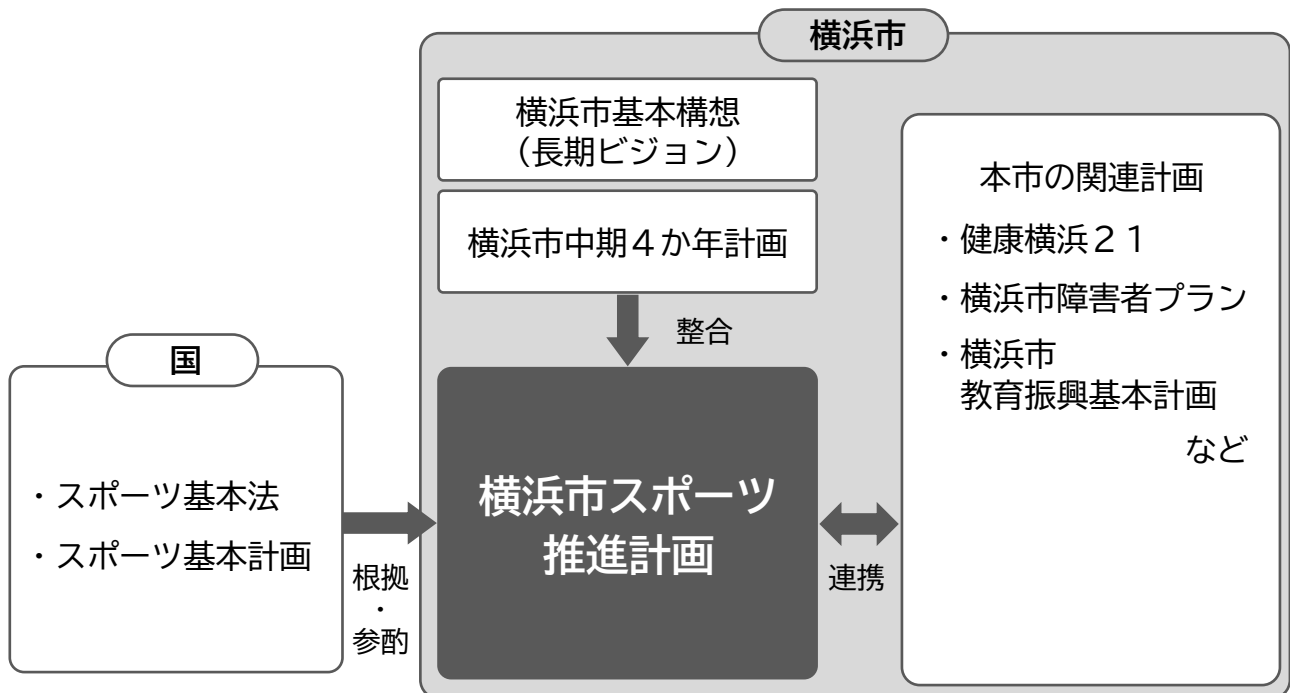 横浜市
横浜市基本構想
（長期ビジョン）
横浜市中期４か年計画
整合
国
・スポーツ基本法
・スポーツ基本計画
根拠
・
参酌
横浜市スポーツ
推進計画
連携
本市の関連計画
・健康横浜２１
・横浜市障害者プラン
・横浜市
教育振興基本計画
など